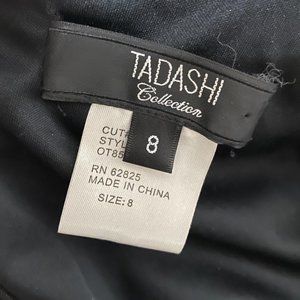 TADASHI
Collection
8
CUT#
STYL
OT85
RN 62825
MADE IN CHINA
SIZE: 8